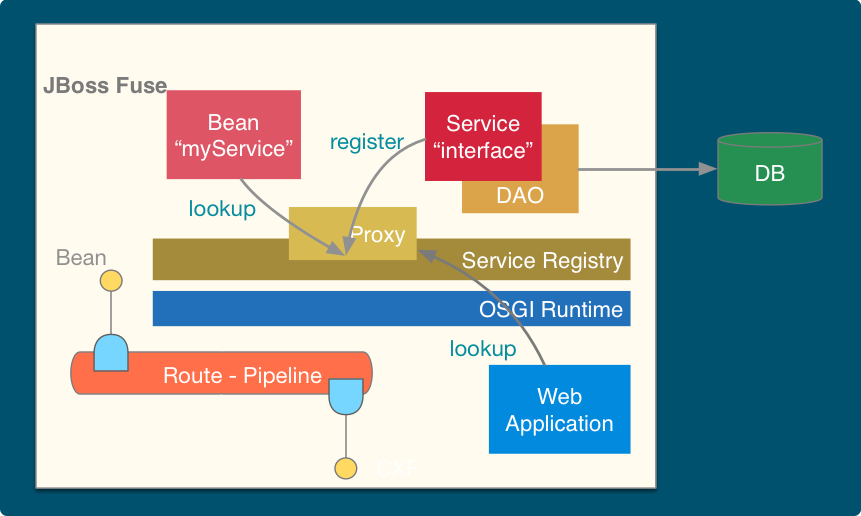 JBoss Fuse
Bean
“myService”
Service
“interface”
register
DAO
DB
lookup
Proxy
Service Registry
Bean
OSGI Runtime
lookup
Route - Pipeline
Web
Application
CXF